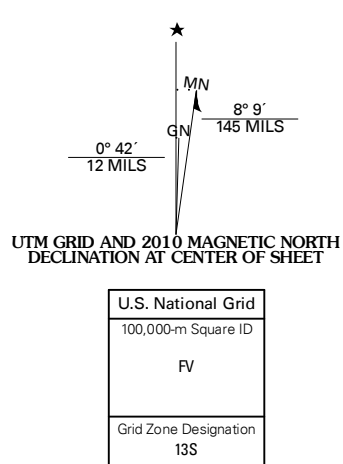 ★
MN
8° 9´
145 MILS
GN
0° 42´
12 MILS
UTM GRID AND 2010 MAGNETIC NORTH
DECLINATION AT CENTER OF SHEET
U.S. National Grid
100,000-m Square ID
FV
Grid Zone Designation
13S